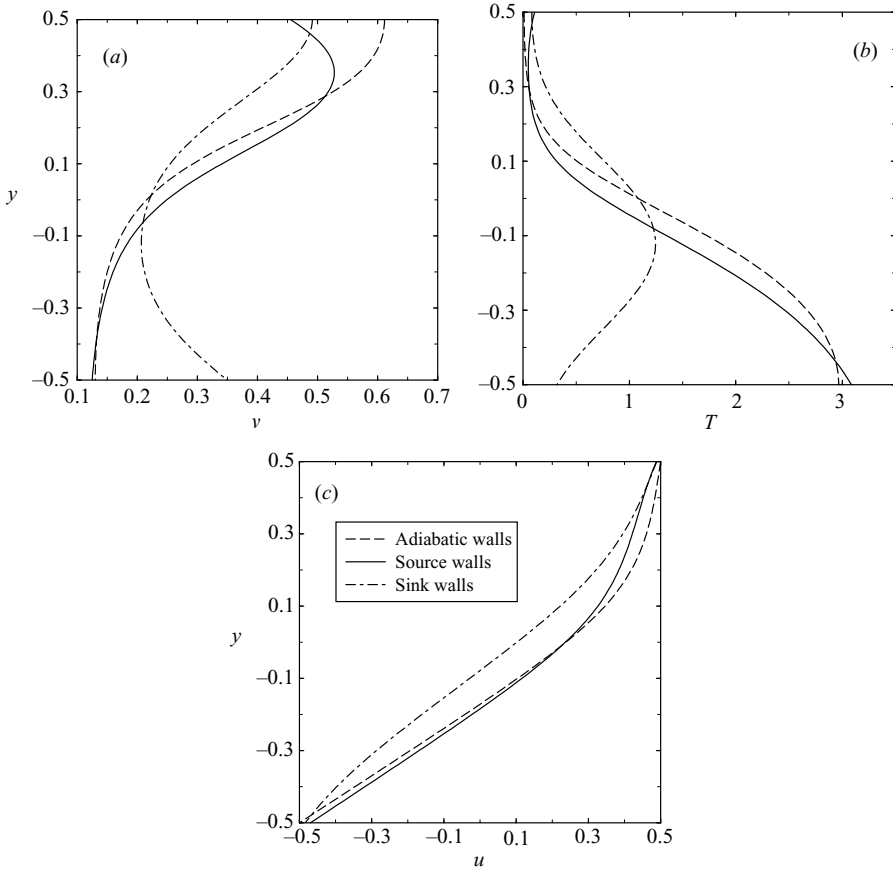 0.5
(a)
0.3
0.1
y
–0.1
–0.3
–0.5
0.1 0.2 0.3 0.4 0.5 0.6 0.7
ν
0.5
(b)
0.3
0.1
–0.1
–0.3
–0.5
0 1 2 3
T
0.5
(c)
0.3
Adiabatic walls
Source walls
Sink walls
0.1
y
–0.1
–0.3
–0.5
–0.5 –0.3 –0.1 0.1 0.3 0.5
u